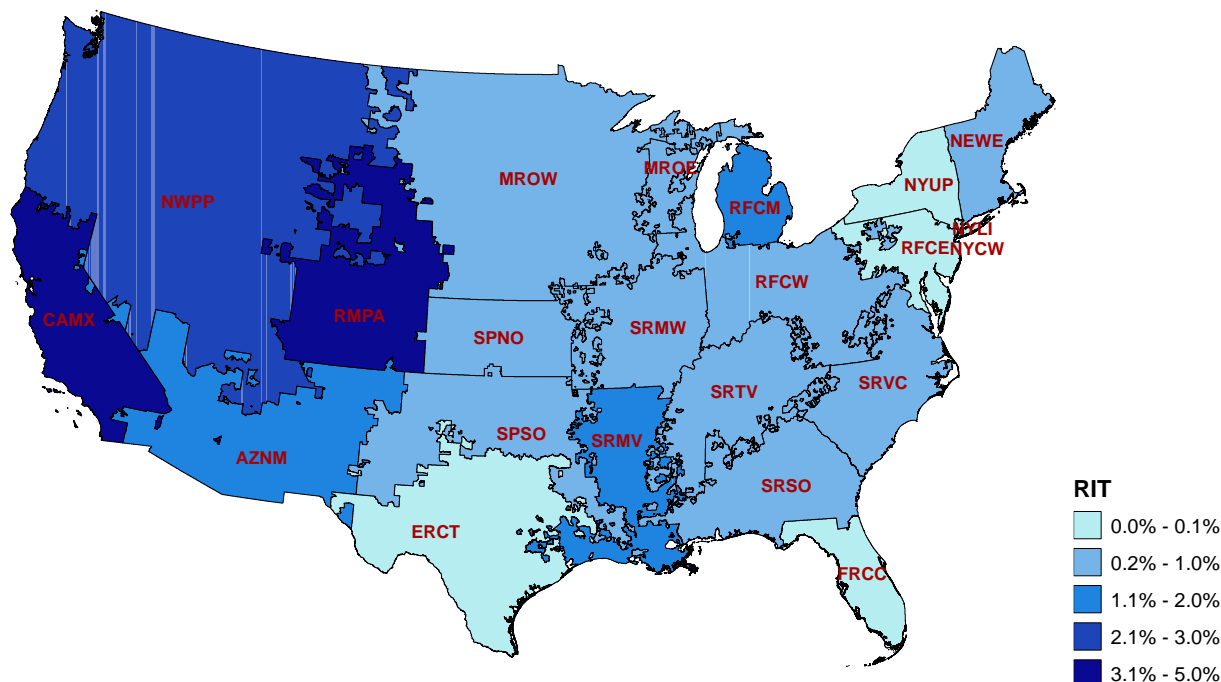 NEWE
MROE
MROW
NYUP
NWPP
RFCM
NYLI
RFCE
NYCW
RFCW
CAMX
RMPA
SRMW
SPNO
SRVC
SRTV
SPSO
SRMV
AZNM
SRSO
ERCT
FRCC
RIT
0.0% - 0.1%
0.2% - 1.0%
1.1% - 2.0%
2.1% - 3.0%
3.1% - 5.0%